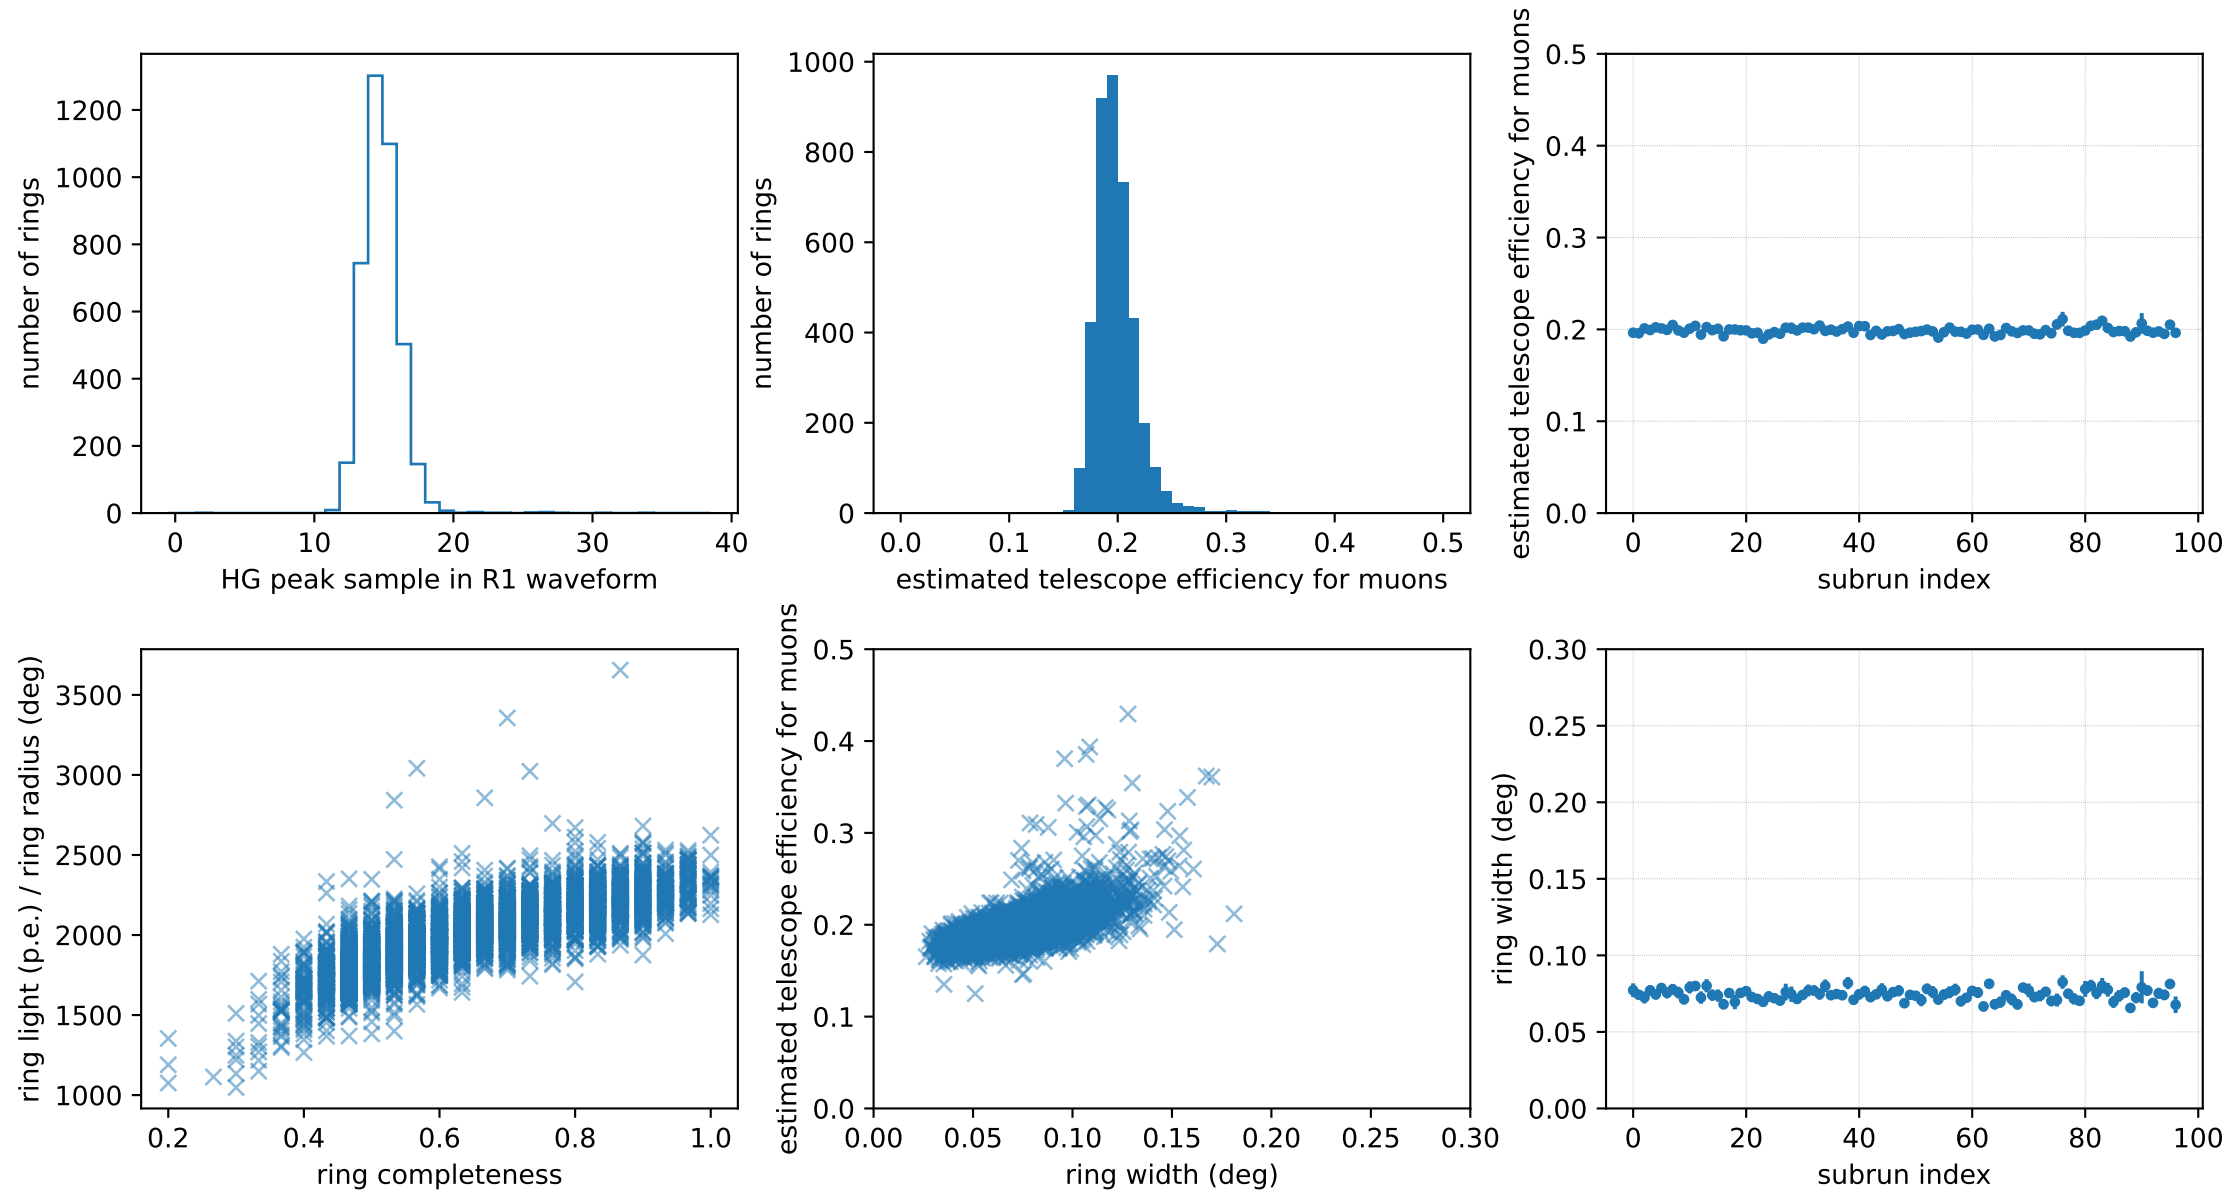 number of rings
1200
1000
800
600
400
200
0
0 10 20 30 40
HG peak sample in R1 waveform
number of rings
1000
800
600
400
200
0
0.0 0.1 0.2 0.3 0.4 0.5
estimated telescope efficiency for muons
estimated telescope efficiency for muons
0.5
0.4
0.3
0.2
0.1
0.0
0 20 40 60 80 100
subrun index
ring light (p.e.) / ring radius (deg)
3500
3000
2500
2000
1500
1000
0.2 0.4 0.6 0.8 1.0
ring completeness
estimated telescope efficiency for muons
0.5
0.4
0.3
0.2
0.1
0.0
0.00 0.05 0.10 0.15 0.20 0.25 0.30
ring width (deg)
ring width (deg)
0.30
0.25
0.20
0.15
0.10
0.05
0.00
0 20 40 60 80 100
subrun index